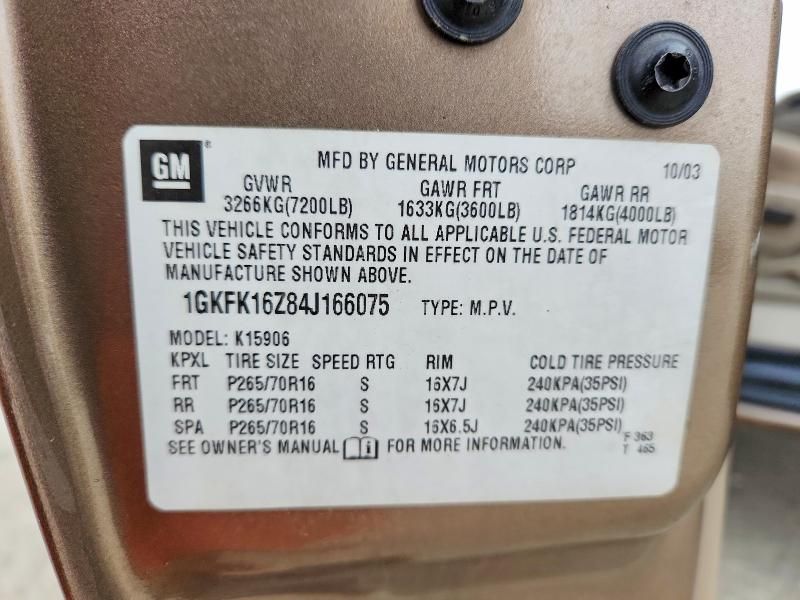 GM ® MFD BY GENERAL MOTORS CORP 10/03
GVWR GAWR FRT GAWR RR
3266KG(7200LB) 1633KG(3600LB) 1814KG(4000LB)
THIS VEHICLE CONFORMS TO ALL APPLICABLE U.S. FEDERAL MOTOR
VEHICLE SAFETY STANDARDS IN EFFECT ON THE DATE OF
MANUFACTURE SHOWN ABOVE.
1GKFK16Z84J166075 TYPE: M.P.V.
MODEL: K15906
KPXL TIRE SIZE SPEED RTG RIM COLD TIRE PRESSURE
FRT P265/70R16 S 16X7J 240KPA(35PSI)
RR P265/70R16 S 16X7J 240KPA(35PSI)
SPA P265/70R16 S 16X6.5J 240KPA(35PSI)
SEE OWNER'S MANUAL i FOR MORE INFORMATION. F 363
T 465